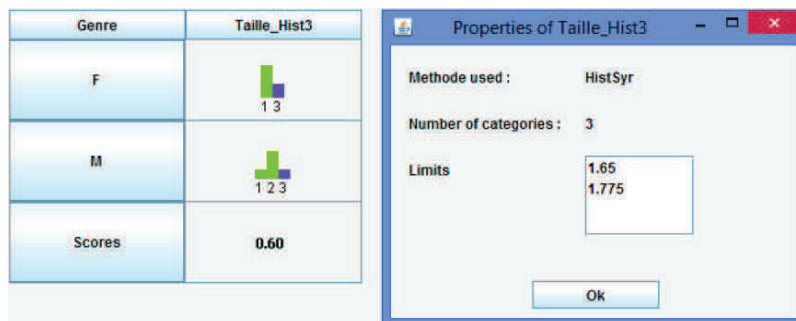 Genre Taille_Hist3
F
1 3
M
1 2 3
Scores 0.60
Properties of Taille_Hist3
Methode used : HistSyr
Number of categories : 3
Limits 1.65
1.775
Ok